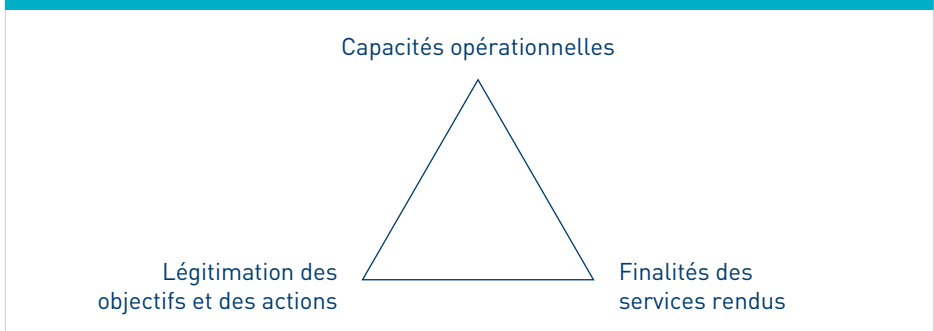 Capacités opérationnelles
Légitimation des
objectifs et des actions
Finalités des
services rendus